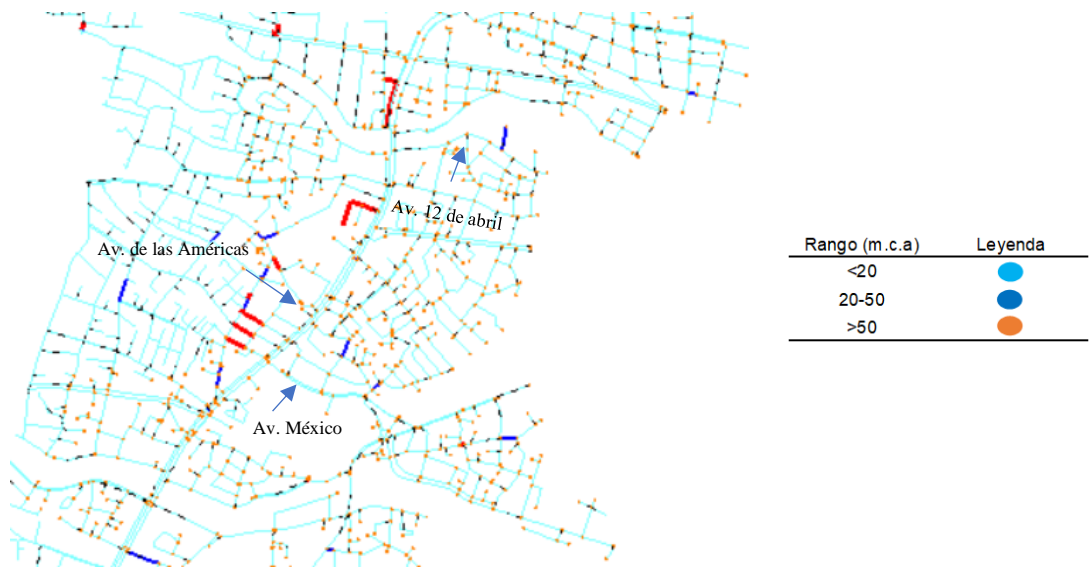 Av. 12 de abril
Av. de las Américas
Av. México
Rango (m.c.a) Leyenda
<20
20-50
>50